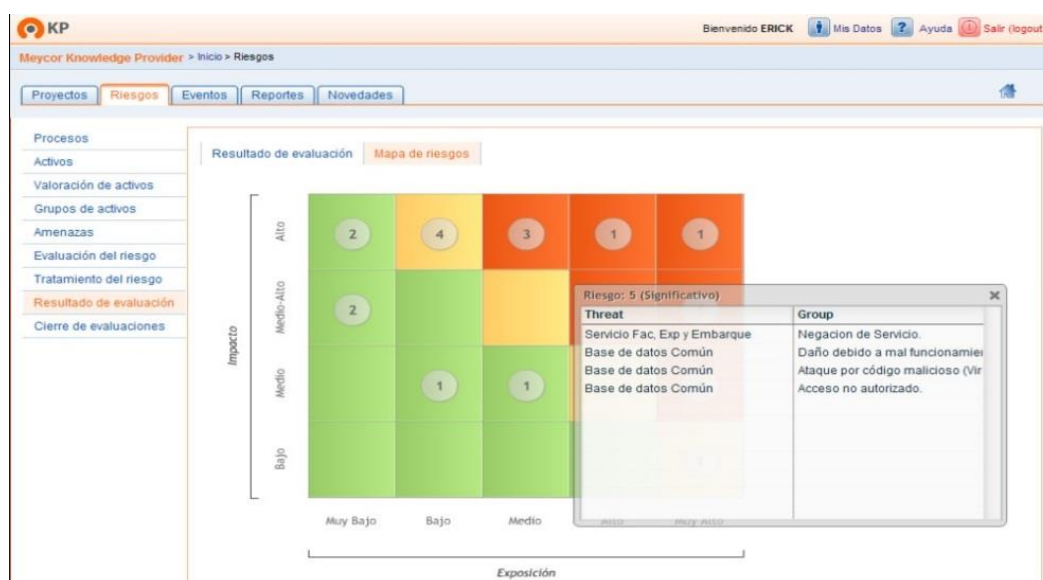 KP
Bienvenido ERICK Mis Datos ? Ayuda Salir (logout
Meycor Knowledge Provider > Inicio > Riesgos
Proyectos Riesgos Eventos Reportes Novedades
Procesos
Activos
Valoración de activos
Grupos de activos
Amenazas
Evaluación del riesgo
Tratamiento del riesgo
Resultado de evaluación
Cierre de evaluaciones
Resultado de evaluación Mapa de riesgos
Impacto
Alto
2 4 3 1 1
Medio-Alto
2
Medio
1 1
Bajo
1
Muy Bajo Bajo Medio Alto Muy Alto
Exposición
Riesgo: 5 (Significativo)
Threat Group
Servicio Fac, Exp y Embarque Negacion de Servicio.
Base de datos Común Daño debido a mal funcionamie
Base de datos Común Ataque por código malicioso (Vir
Base de datos Común Acceso no autorizado.